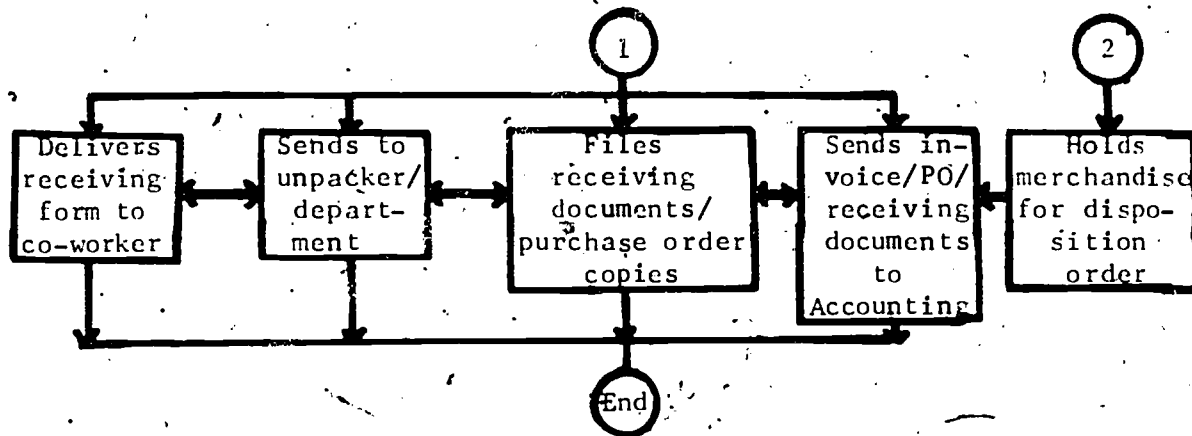 1
2
Delivers
receiving
form to
co-worker
Sends to
unpacker/
depart-
ment
Files
receiving
documents/
purchase order
copies
Sends in-
voice/PO/
receiving
documents
to
Accounting
Holds
merchandise
for dispo-
sition
order
End